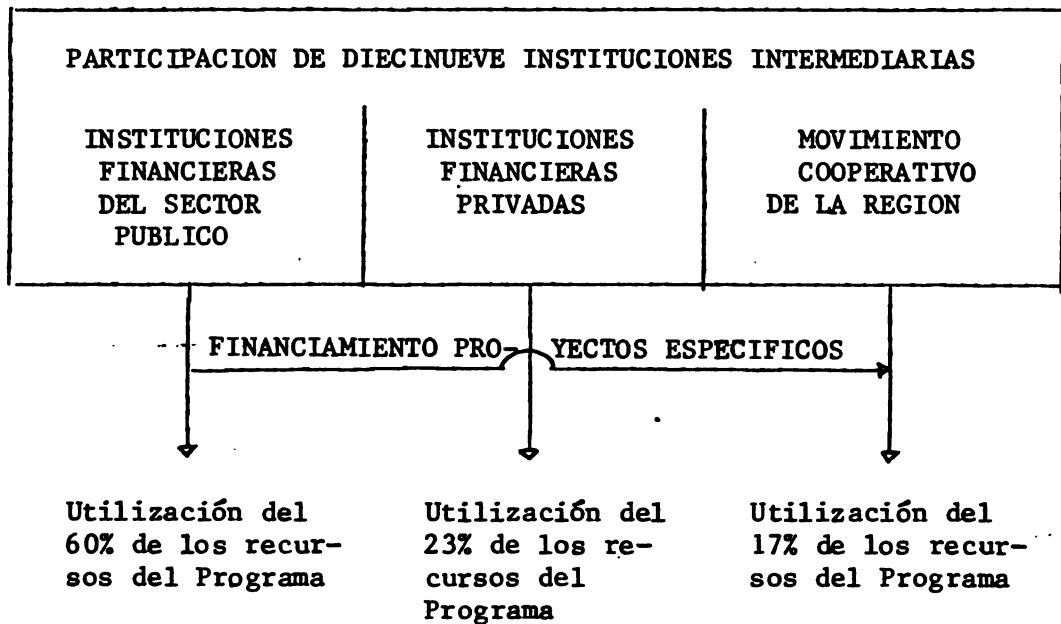 PARTICIPACION DE DIECINUEVE INSTITUCIONES INTERMEDIARIAS
INSTITUCIONES
FINANCIERAS
DEL SECTOR
PUBLICO
INSTITUCIONES
FINANCIERAS
PRIVADAS
MOVIMIENTO
COOPERATIVO
DE LA REGION
FINANCIAMIENTO PRO- YECTOS ESPECIFICOS
Utilización del
60% de los recur-
sos del Programa
Utilización del
23% de los re-
cursos del
Programa
Utilización del
17% de los recur-
sos del Programa